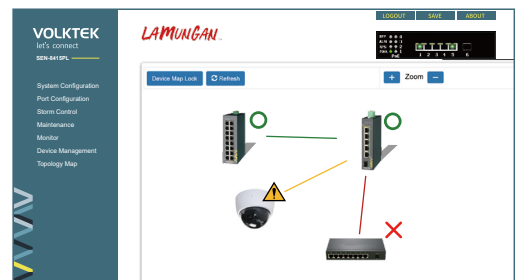 LOGOUT SAVE ABOUT
VOLKTEK
let's connect
SEN-8415PL
LAMUNGAN
PoE 1 2 3 4 5 6
Device Map Lock
Refresh
+ Zoom −
System Configuration
Port Configuration
Storm Control
Maintenance
Monitor
Device Management
Topology Map